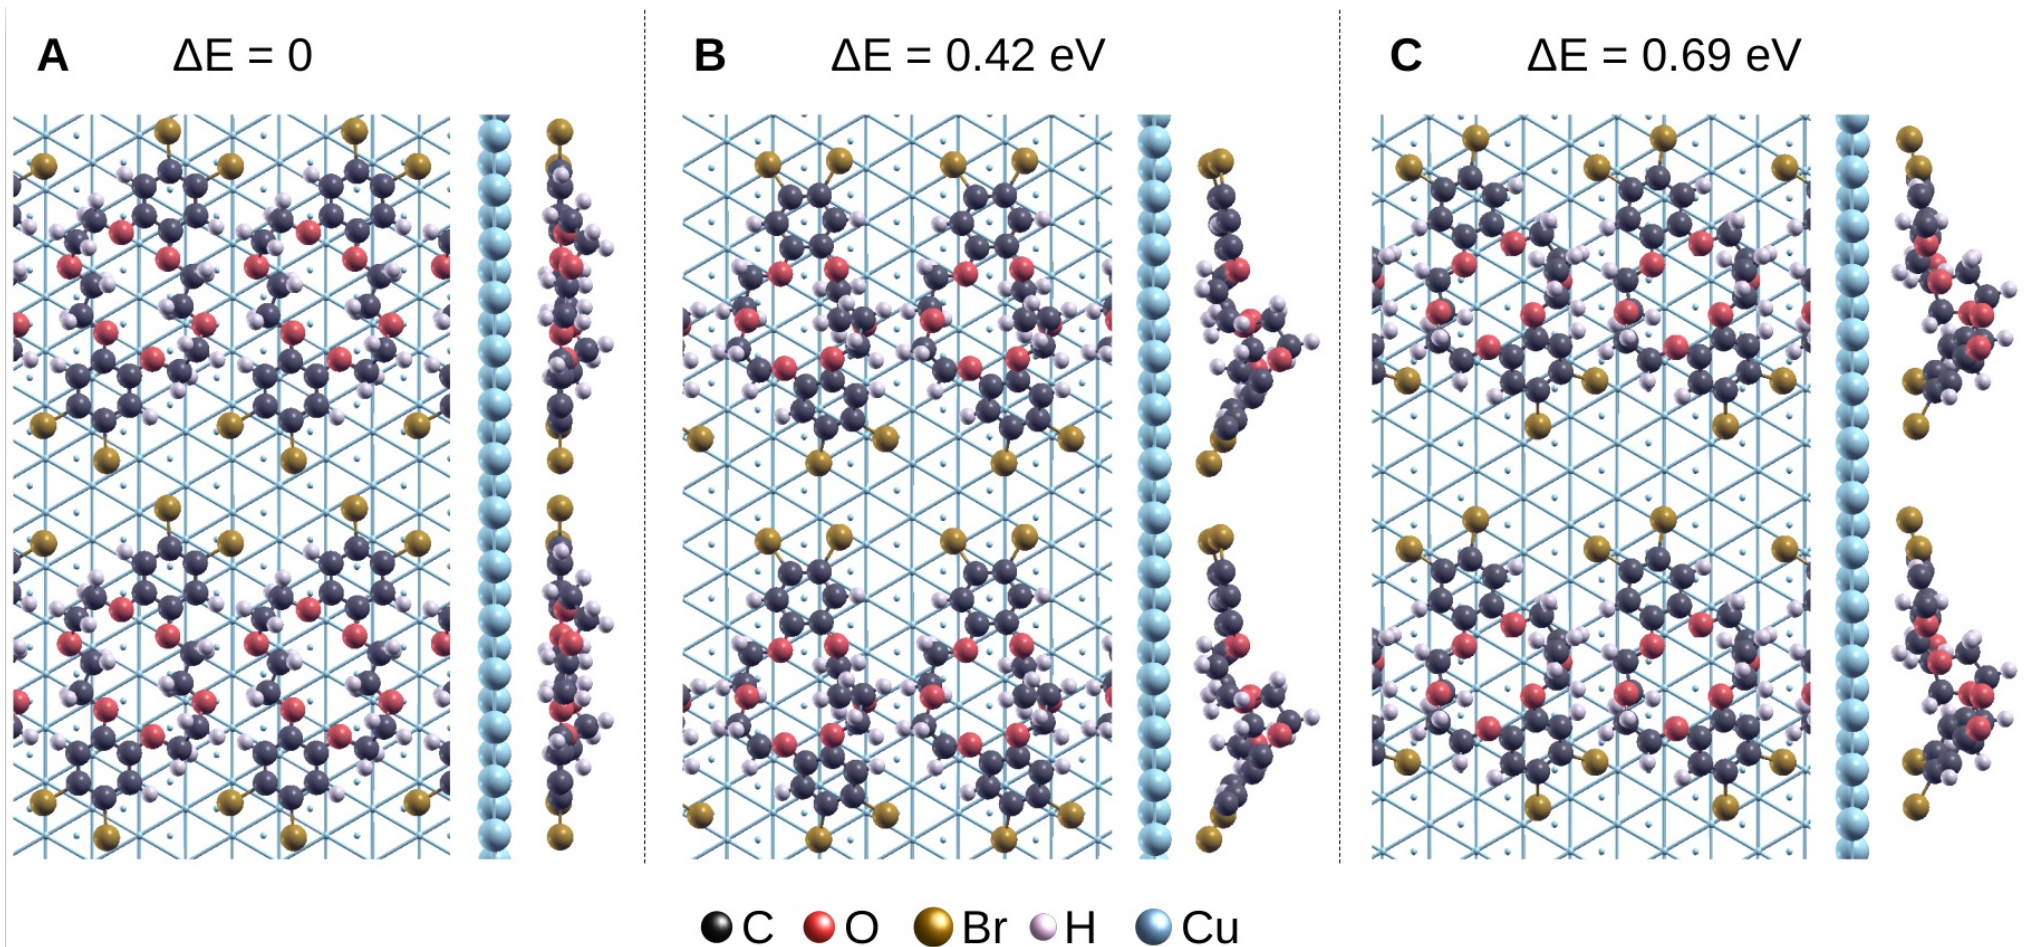 A ΔE = 0
B ΔE = 0.42 eV
C ΔE = 0.69 eV
C O Br H Cu